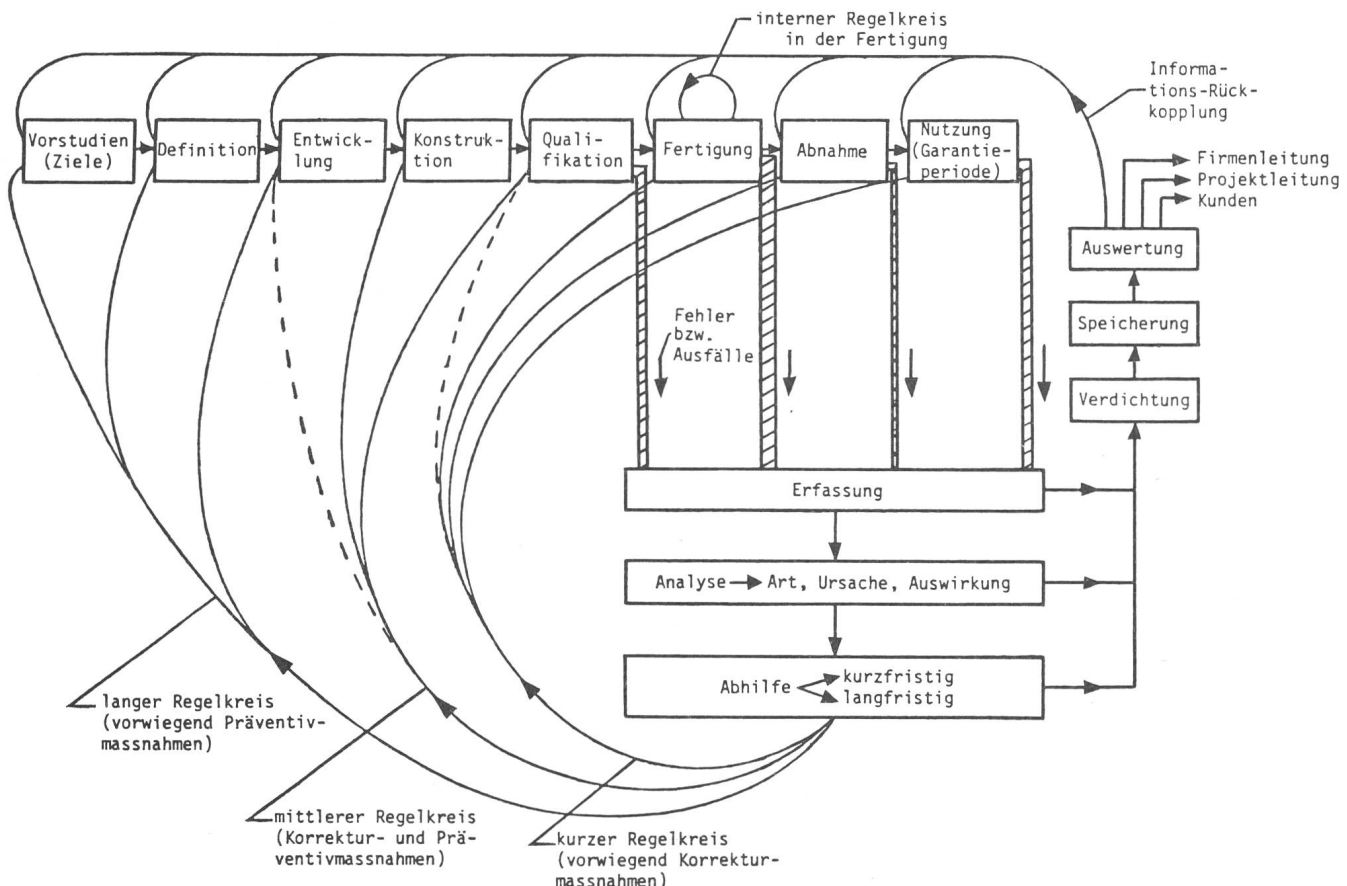 interner Regelkreis
in der Fertigung
Informa-
tions-Rück-
kopplung
Vorstudien
(Ziele)
Definition
Entwick-
lung
Konstruk-
tion
Quali-
fikation
Fertigung
Abnahme
Nutzung
(Garantie-
periode)
Firmenleitung
Projektleitung
Kunden
Auswertung
Speicherung
Verdichtung
Fehler
bzw.
Ausfälle
Erfassung
Analyse → Art, Ursache, Auswirkung
Abhilfe
kurzfristig
langfristig
langer Regelkreis
(vorwiegend Präventiv-
massnahmen)
mittlerer Regelkreis
(Korrektur- und Prä-
ventivmassnahmen)
kurzer Regelkreis
(vorwiegend Korrektur-
massnahmen)